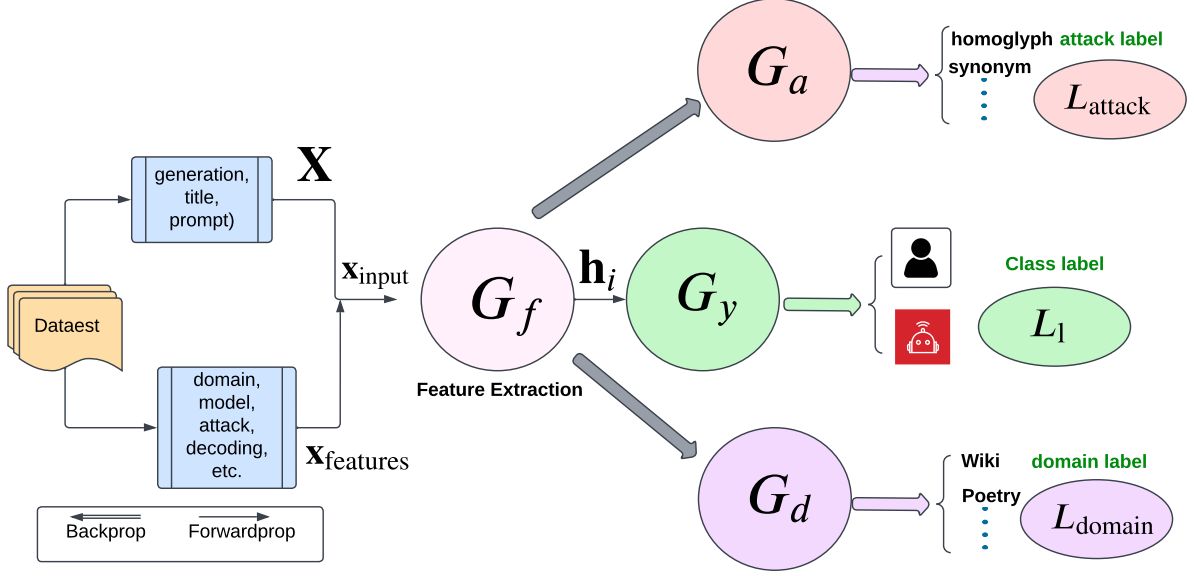 generation,
title,
prompt)
X
Dataest
domain,
model,
attack,
decoding,
etc.
x_features
x_input
Backprop
Forwardprop
G_f
Feature Extraction
h_i
G_a
homoglyph
synonym
attack label
L_attack
G_y
Class label
L_l
G_d
Wiki
Poetry
domain label
L_domain